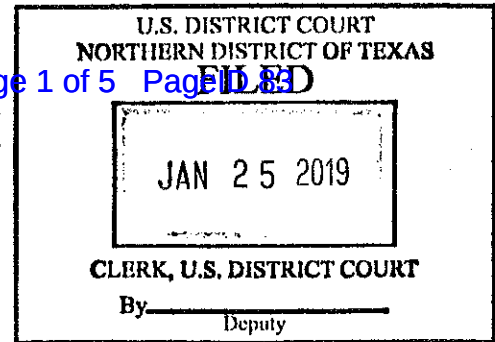 U.S. DISTRICT COURT
NORTHERN DISTRICT OF TEXAS
ge 1 of 5 PageID 83
FILED
JAN 25 2019
CLERK, U.S. DISTRICT COURT
By
Deputy